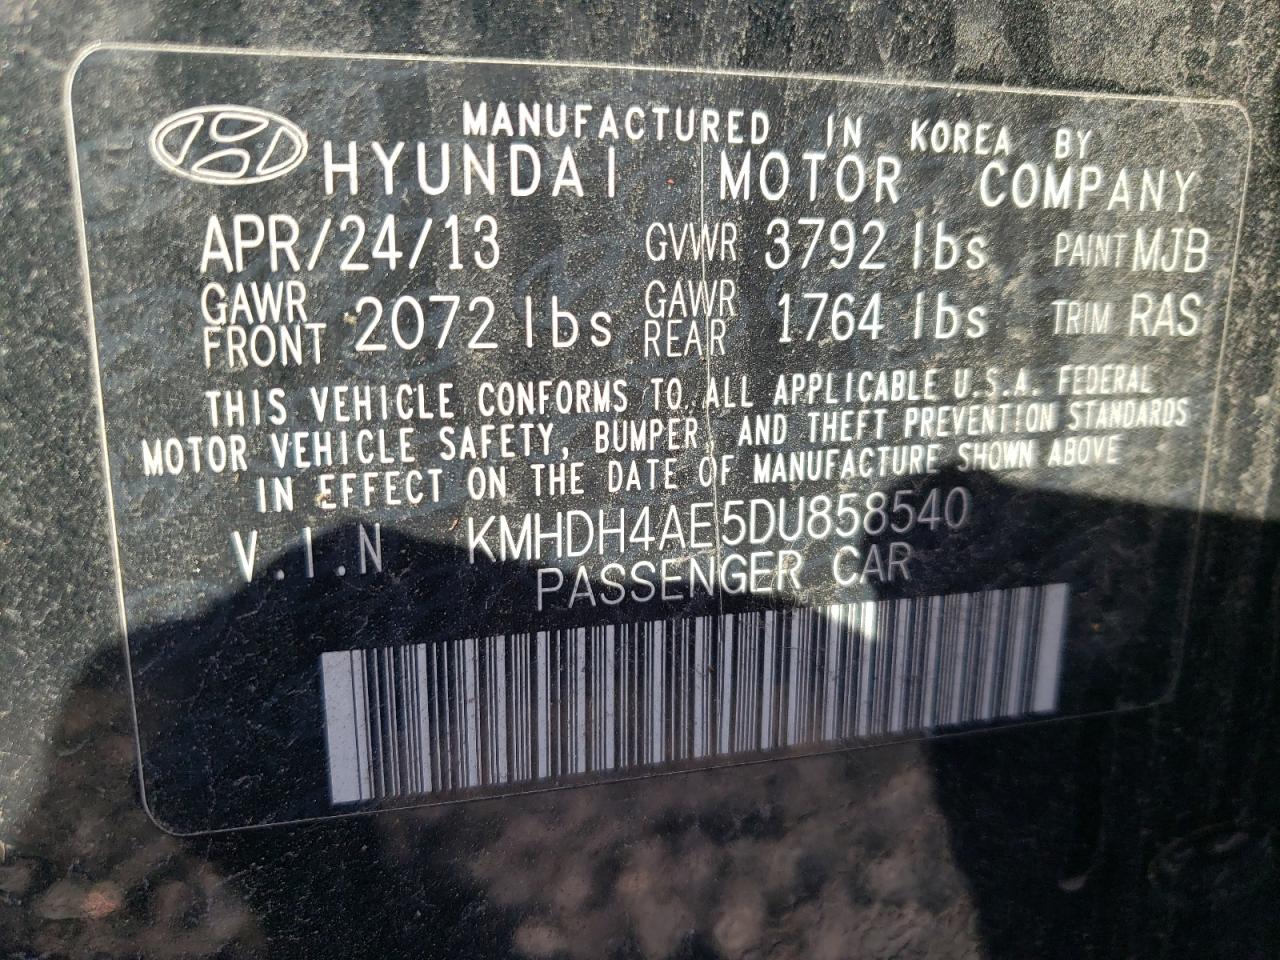 MANUFACTURED IN KOREA BY
HYUNDAI MOTOR COMPANY
APR/24/13 GVWR 3792 lbs PAINT MJB
GAWR FRONT 2072 lbs GAWR REAR 1764 lbs TRIM RAS
THIS VEHICLE CONFORMS TO ALL APPLICABLE U.S.A. FEDERAL
MOTOR VEHICLE SAFETY, BUMPER, AND THEFT PREVENTION STANDARDS
IN EFFECT ON THE DATE OF MANUFACTURE SHOWN ABOVE
V.I.N KMHDH4AE5DU858540
PASSENGER CAR